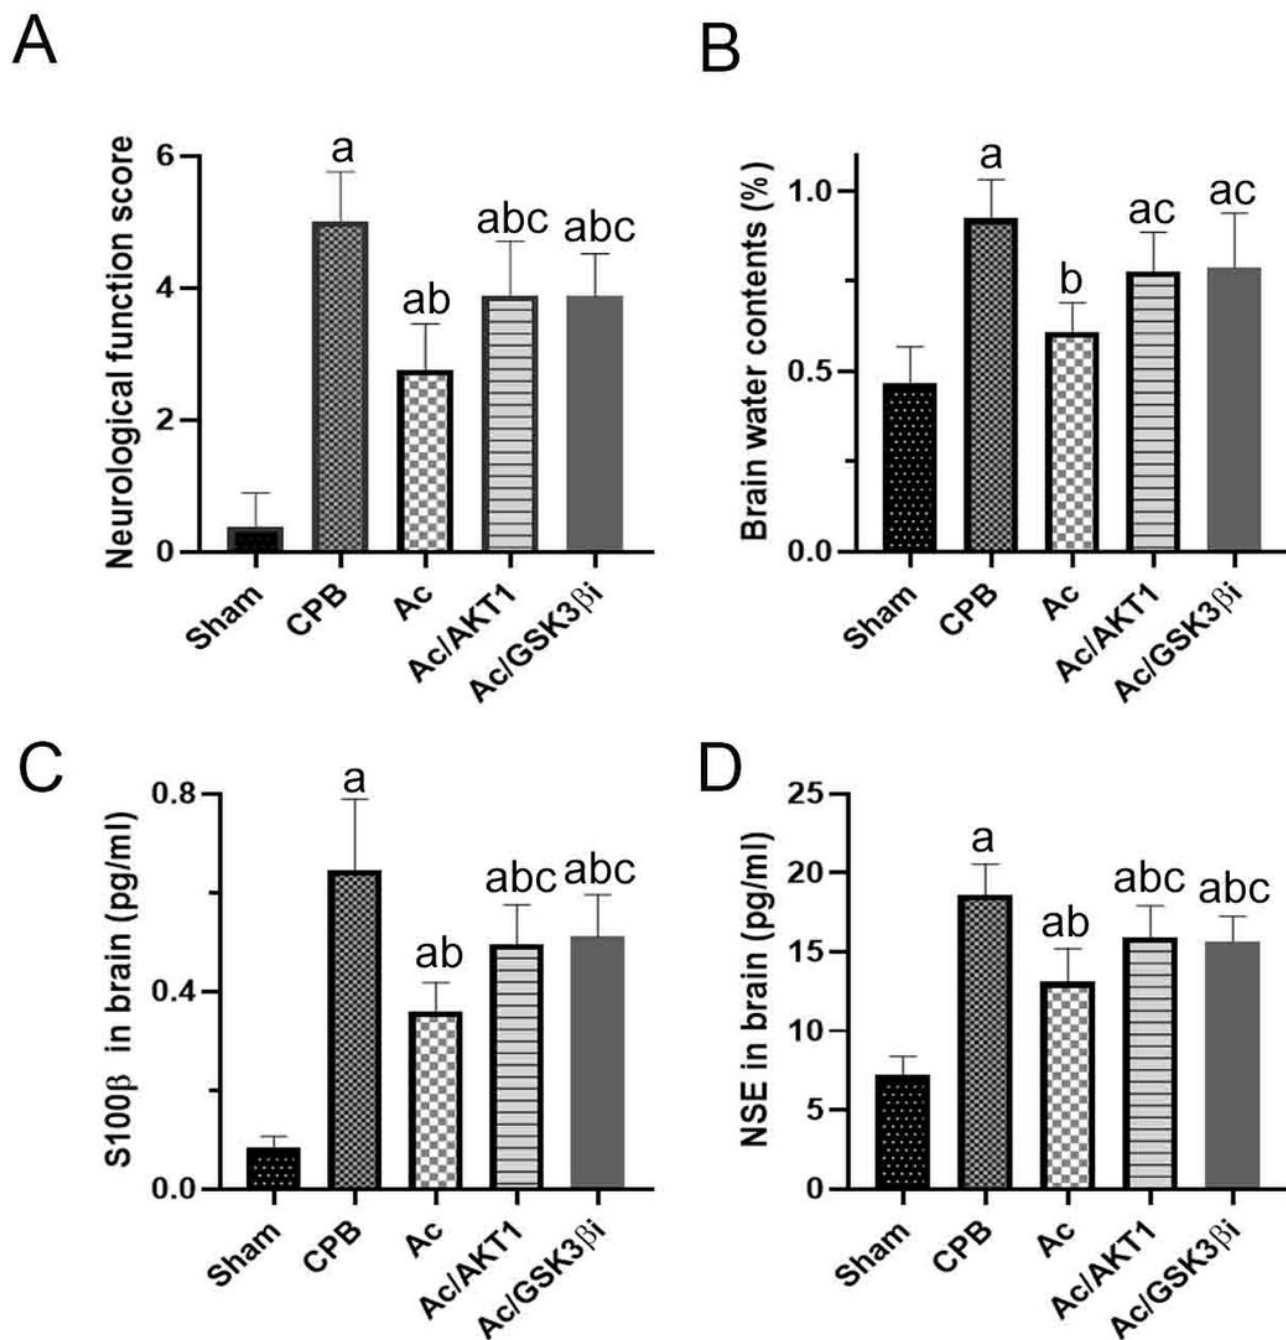 A
Neurological function score
6
4
2
0
a
ab
abc
abc
Sham
CPB
Ac
Ac/AKT1
Ac/GSK3βi
B
Brain water contents (%)
1.0
0.5
0.0
a
b
ac
ac
Sham
CPB
Ac
Ac/AKT1
Ac/GSK3βi
C
S100β in brain (pg/ml)
0.8
0.4
0.0
a
ab
abc
abc
Sham
CPB
Ac
Ac/AKT1
Ac/GSK3βi
D
NSE in brain (pg/ml)
25
20
15
10
5
0
a
ab
abc
abc
Sham
CPB
Ac
Ac/AKT1
Ac/GSK3βi